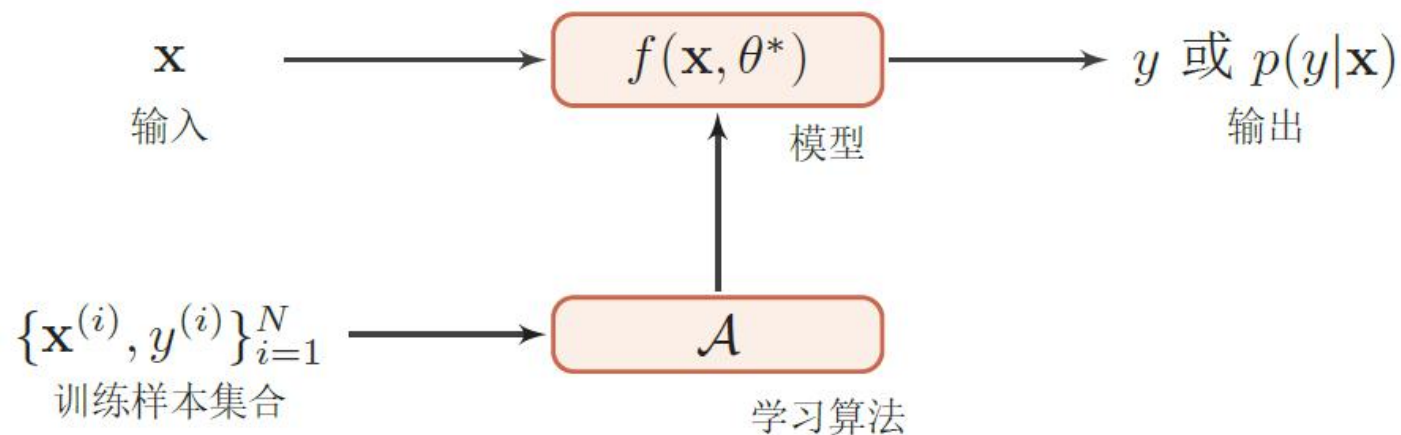 x
f(x, θ*)
y 或 p(y|x)
输入
模型
输出
{x^(i), y^(i)}_{i=1}^N
𝒜
训练样本集合
学习算法